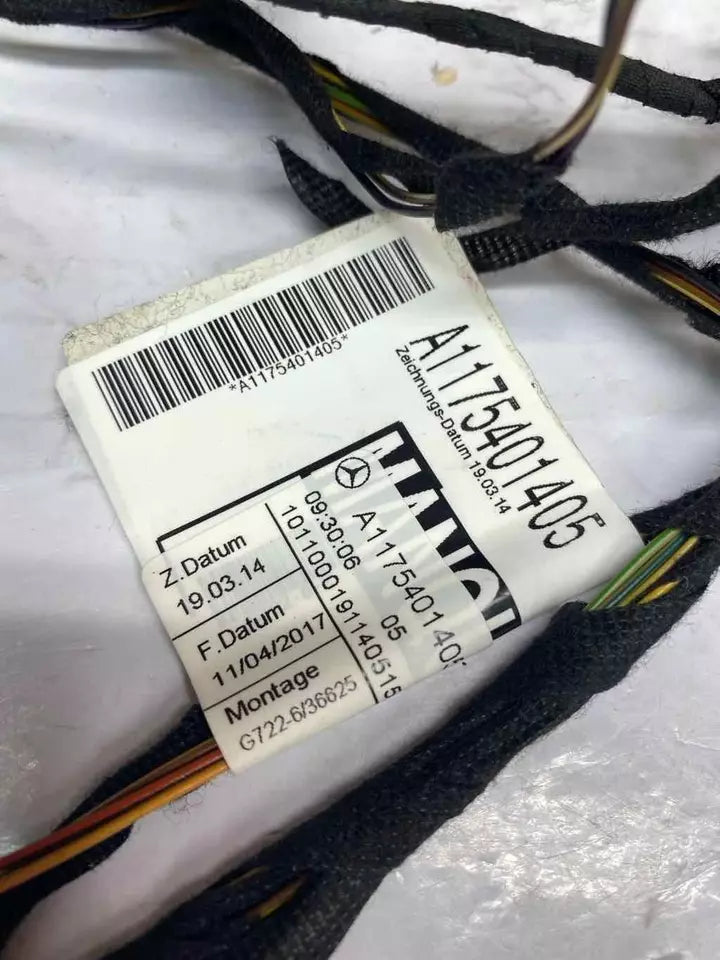 *A1175401405*
A1175401405
Zeichnungs-Datum 19.03.14
A117540140
09:30:06 05
1011000191140515
Z.Datum
19.03.14
F.Datum
11/04/2017
Montage
G722-6/36625